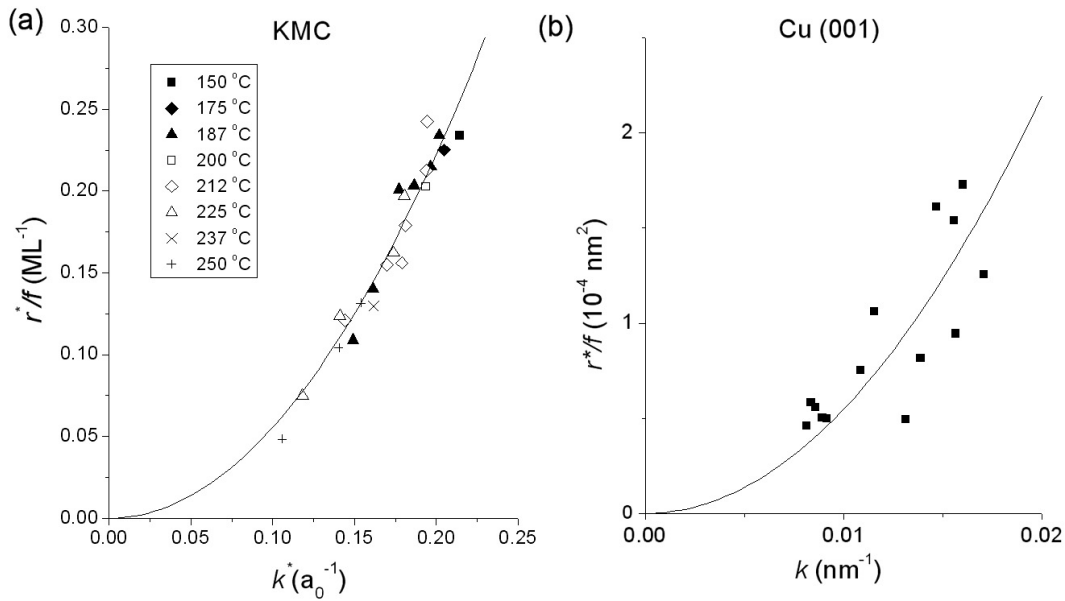 (a)
KMC
0.30
0.25
0.20
0.15
0.10
0.05
0.00
r*/f (ML⁻¹)
150 °C
175 °C
187 °C
200 °C
212 °C
225 °C
237 °C
250 °C
0.00 0.05 0.10 0.15 0.20 0.25
k*(a₀⁻¹)
(b)
Cu (001)
2
1
0
r*/f (10⁻⁴ nm²)
0.00 0.01 0.02
k (nm⁻¹)